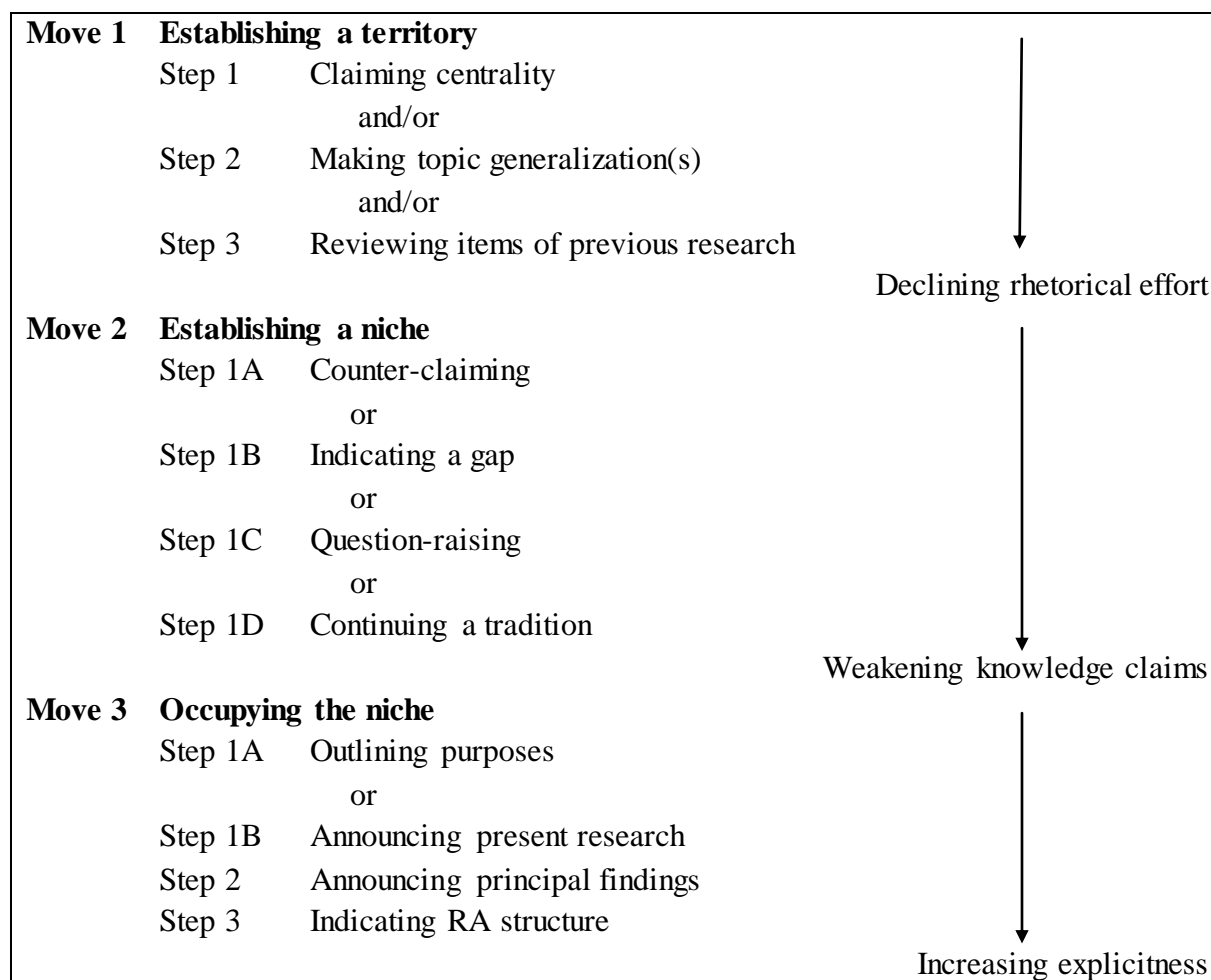 Move 1 Establishing a territory
Step 1 Claiming centrality
and/or
Step 2 Making topic generalization(s)
and/or
Step 3 Reviewing items of previous research
Declining rhetorical effort
Move 2 Establishing a niche
Step 1A Counter-claiming
or
Step 1B Indicating a gap
or
Step 1C Question-raising
or
Step 1D Continuing a tradition
Weakening knowledge claims
Move 3 Occupying the niche
Step 1A Outlining purposes
or
Step 1B Announcing present research
Step 2 Announcing principal findings
Step 3 Indicating RA structure
Increasing explicitness